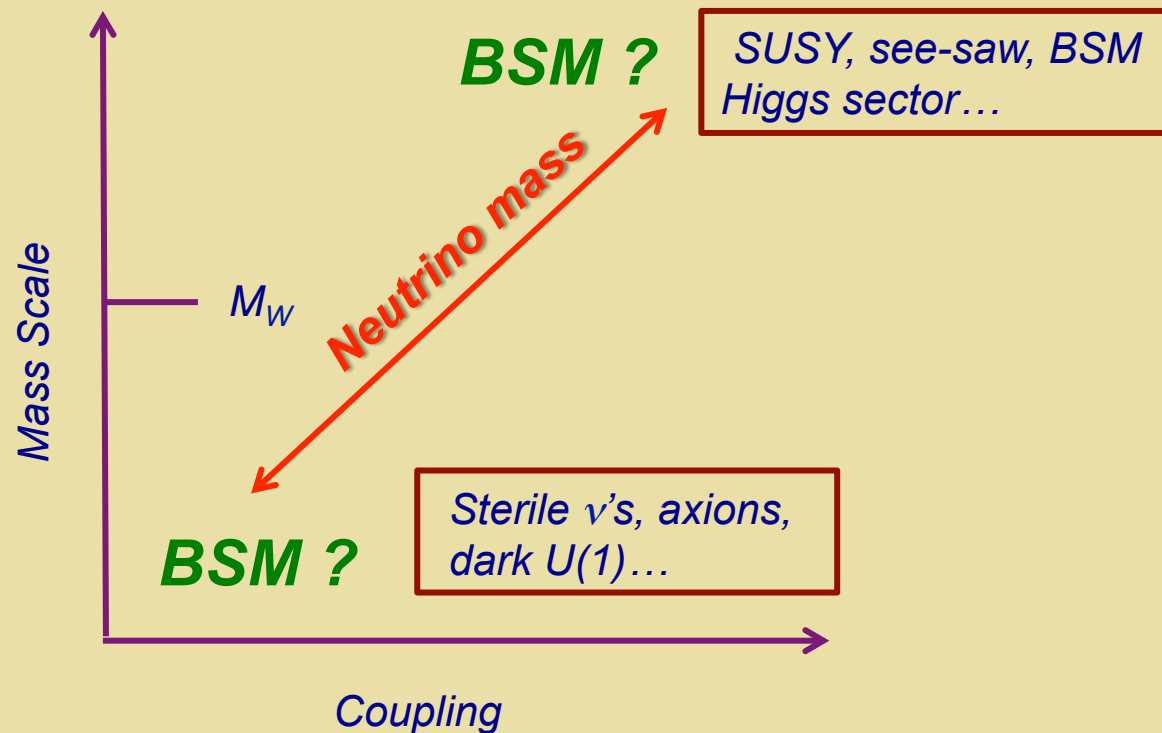 BSM ?
SUSY, see-saw, BSM
Higgs sector…
Neutrino mass
Mass Scale
M_W
Sterile ν's, axions,
dark U(1)…
BSM ?
Coupling